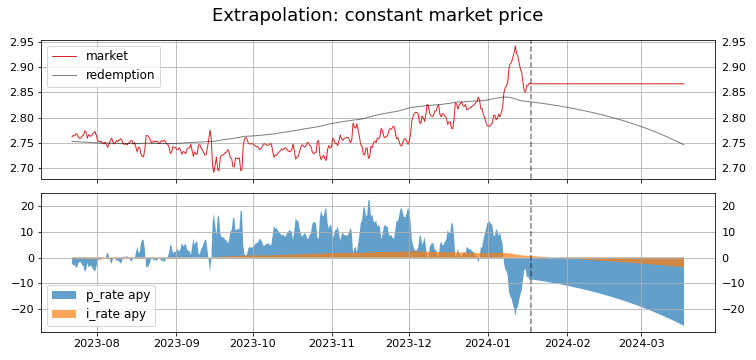 Extrapolation: constant market price
2.95 2.95
market
2.90 2.90
redemption
2.85 2.85
2.80 2.80
2.75 2.75
2.70 2.70
20 20
10 10
0 0
−10 −10
p_rate apy
−20 −20
i_rate apy
2023-08 2023-09 2023-10 2023-11 2023-12 2024-01 2024-02 2024-03